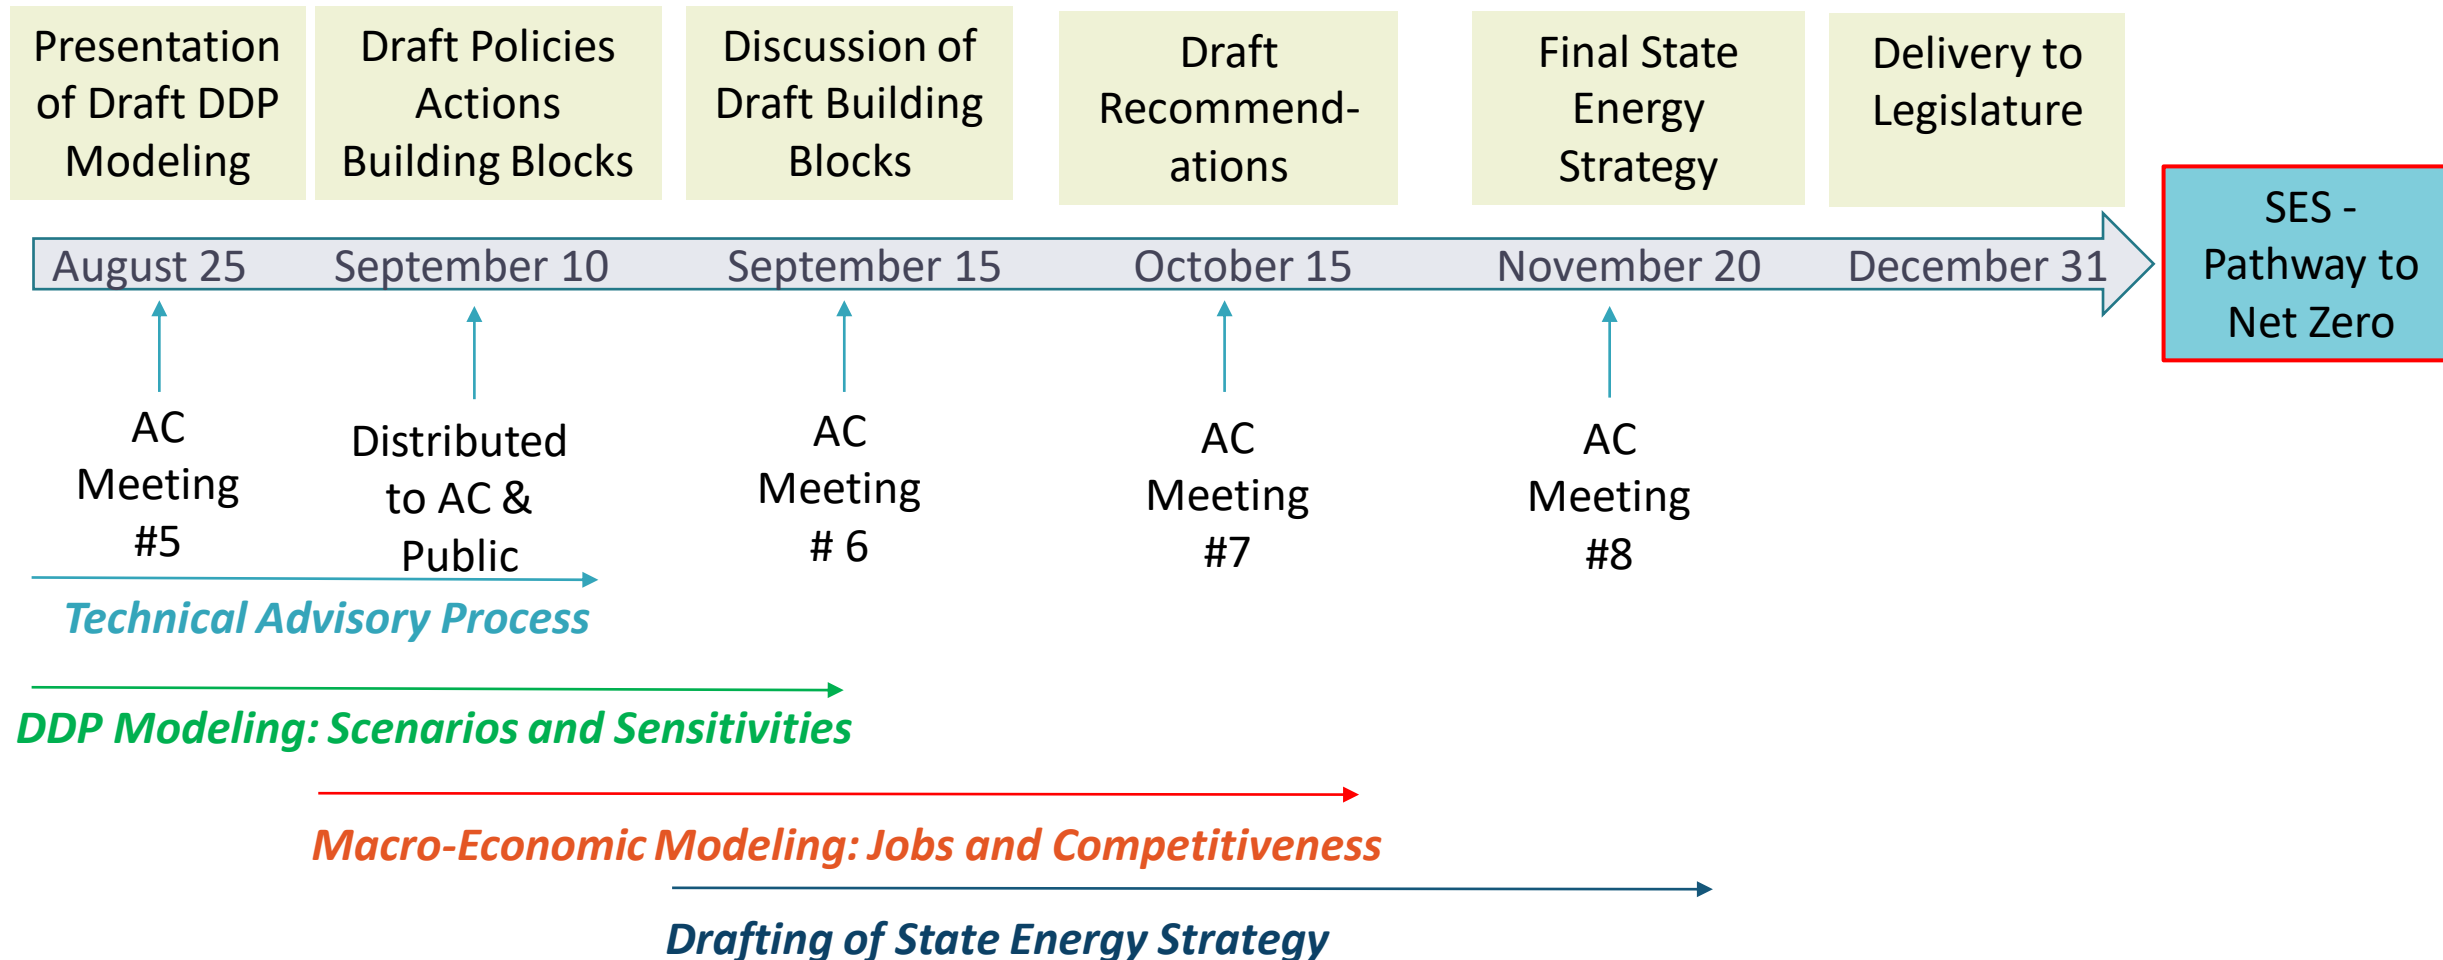 Presentation
of Draft DDP
Modeling
Draft Policies
Actions
Building Blocks
Discussion of
Draft Building
Blocks
Draft
Recommend-
ations
Final State
Energy
Strategy
Delivery to
Legislature
SES -
Pathway to
Net Zero
August 25
September 10
September 15
October 15
November 20
December 31
AC
Meeting
#5
Distributed
to AC &
Public
AC
Meeting
# 6
AC
Meeting
#7
AC
Meeting
#8
Technical Advisory Process
DDP Modeling: Scenarios and Sensitivities
Macro-Economic Modeling: Jobs and Competitiveness
Drafting of State Energy Strategy